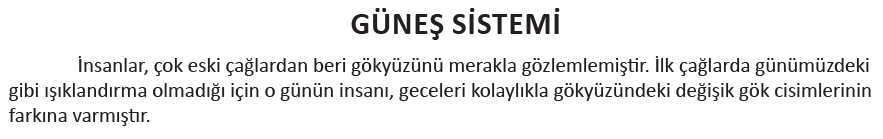 GÜNEŞ SİSTEMİ
İnsanlar, çok eski çağlardan beri gökyüzünü merakla gözlemlemiştir. İlk çağlarda günümüzdeki
gibi ışıklandırma olmadığı için o günün insanı, geceleri kolaylıkla gökyüzündeki değişik gök cisimlerinin
farkına varmıştır.